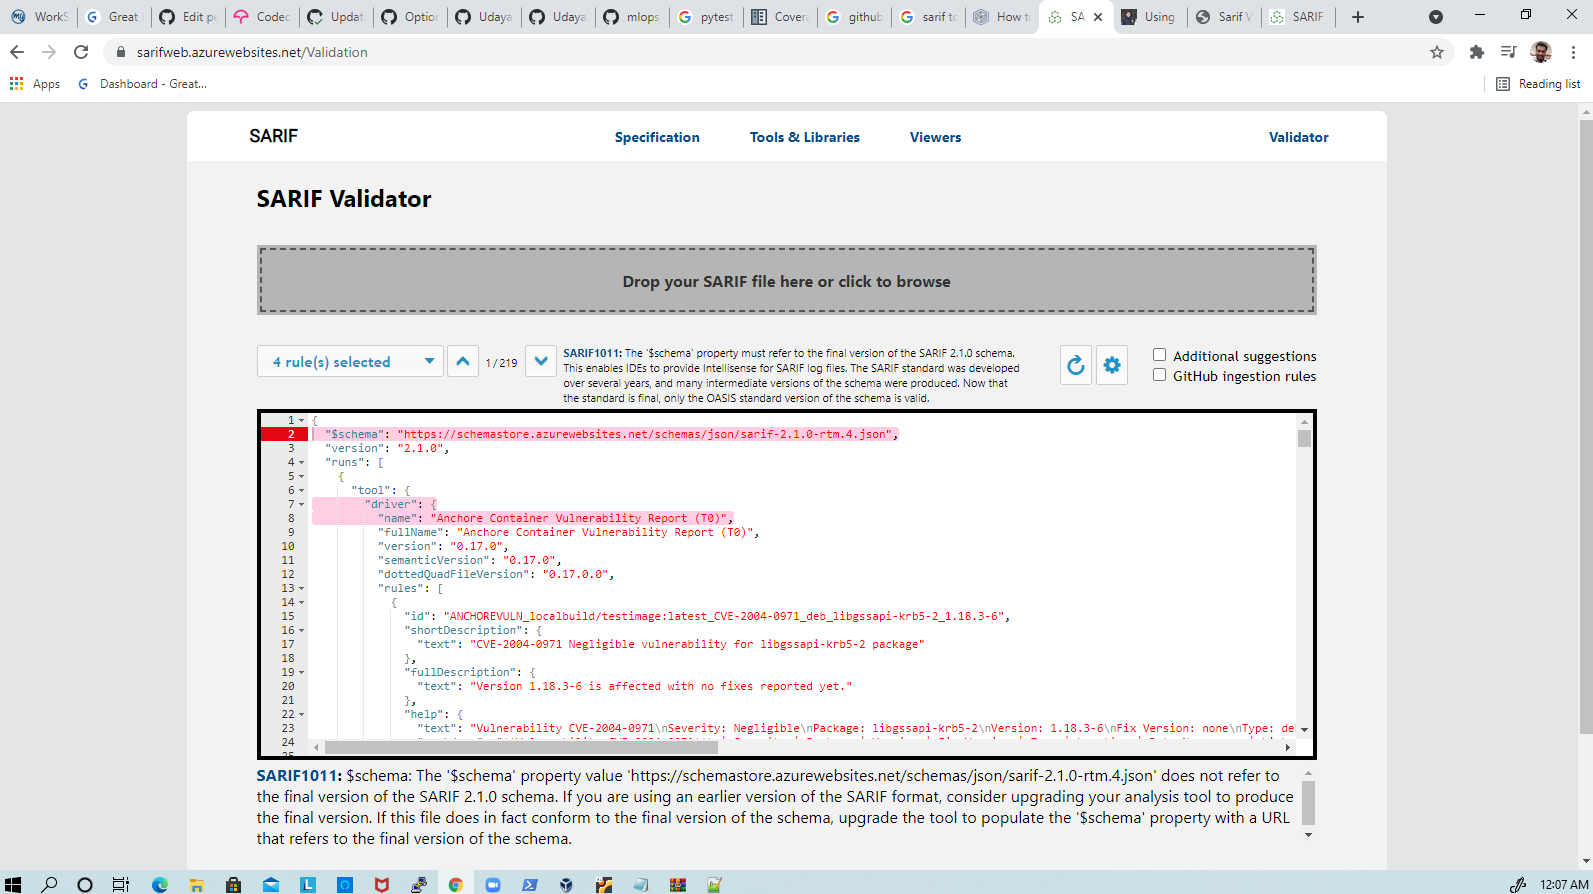 WorkS
Great
Edit pe
Codec
Updat
Option
Udaya
Udaya
mlops
pytest
Covera
github
sarif to
How to
SA
Using
Sarif V
SARIF
sarifweb.azurewebsites.net/Validation
Apps
Dashboard - Great...
Reading list
SARIF
Specification
Tools & Libraries
Viewers
Validator
SARIF Validator
Drop your SARIF file here or click to browse
4 rule(s) selected
1 / 219
SARIF1011: The '$schema' property must refer to the final version of the SARIF 2.1.0 schema.
This enables IDEs to provide Intellisense for SARIF log files. The SARIF standard was developed
over several years, and many intermediate versions of the schema were produced. Now that
the standard is final, only the OASIS standard version of the schema is valid.
Additional suggestions
GitHub ingestion rules
1 {
2 "$schema": "https://schemastore.azurewebsites.net/schemas/json/sarif-2.1.0-rtm.4.json",
3 "version": "2.1.0",
4 "runs": [
5 {
6 "tool": {
7 "driver": {
8 "name": "Anchore Container Vulnerability Report (T0)",
9 "fullName": "Anchore Container Vulnerability Report (T0)",
10 "version": "0.17.0",
11 "semanticVersion": "0.17.0",
12 "dottedQuadFileVersion": "0.17.0.0",
13 "rules": [
14 {
15 "id": "ANCHOREVULN_localbuild/testimage:latest_CVE-2004-0971_deb_libgssapi-krb5-2_1.18.3-6",
16 "shortDescription": {
17 "text": "CVE-2004-0971 Negligible vulnerability for libgssapi-krb5-2 package"
18 },
19 "fullDescription": {
20 "text": "Version 1.18.3-6 is affected with no fixes reported yet."
21 },
22 "help": {
23 "text": "Vulnerability CVE-2004-0971\nSeverity: Negligible\nPackage: libgssapi-krb5-2\nVersion: 1.18.3-6\nFix Version: none\nType: de
24
SARIF1011: $schema: The '$schema' property value 'https://schemastore.azurewebsites.net/schemas/json/sarif-2.1.0-rtm.4.json' does not refer to
the final version of the SARIF 2.1.0 schema. If you are using an earlier version of the SARIF format, consider upgrading your analysis tool to produce
the final version. If this file does in fact conform to the final version of the schema, upgrade the tool to populate the '$schema' property with a URL
that refers to the final version of the schema.
12:07 AM